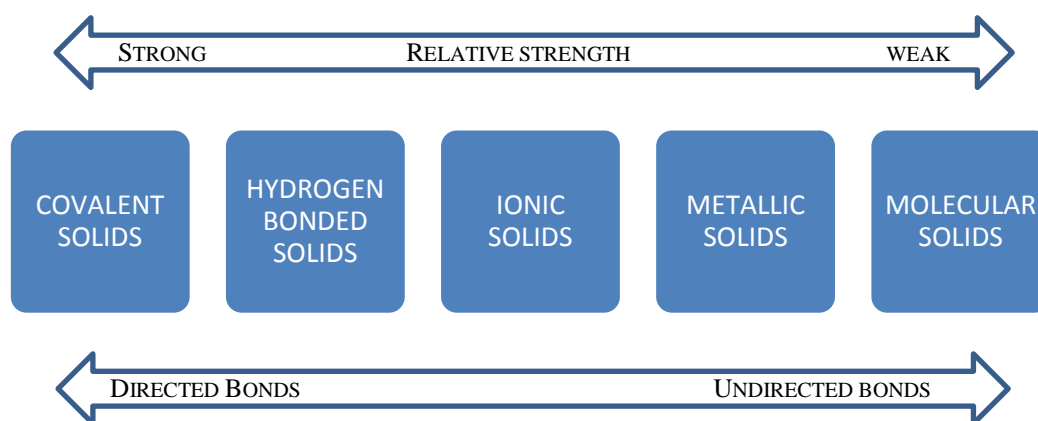 STRONG RELATIVE STRENGTH WEAK
COVALENT
SOLIDS
HYDROGEN
BONDED
SOLIDS
IONIC
SOLIDS
METALLIC
SOLIDS
MOLECULAR
SOLIDS
DIRECTED BONDS UNDIRECTED BONDS